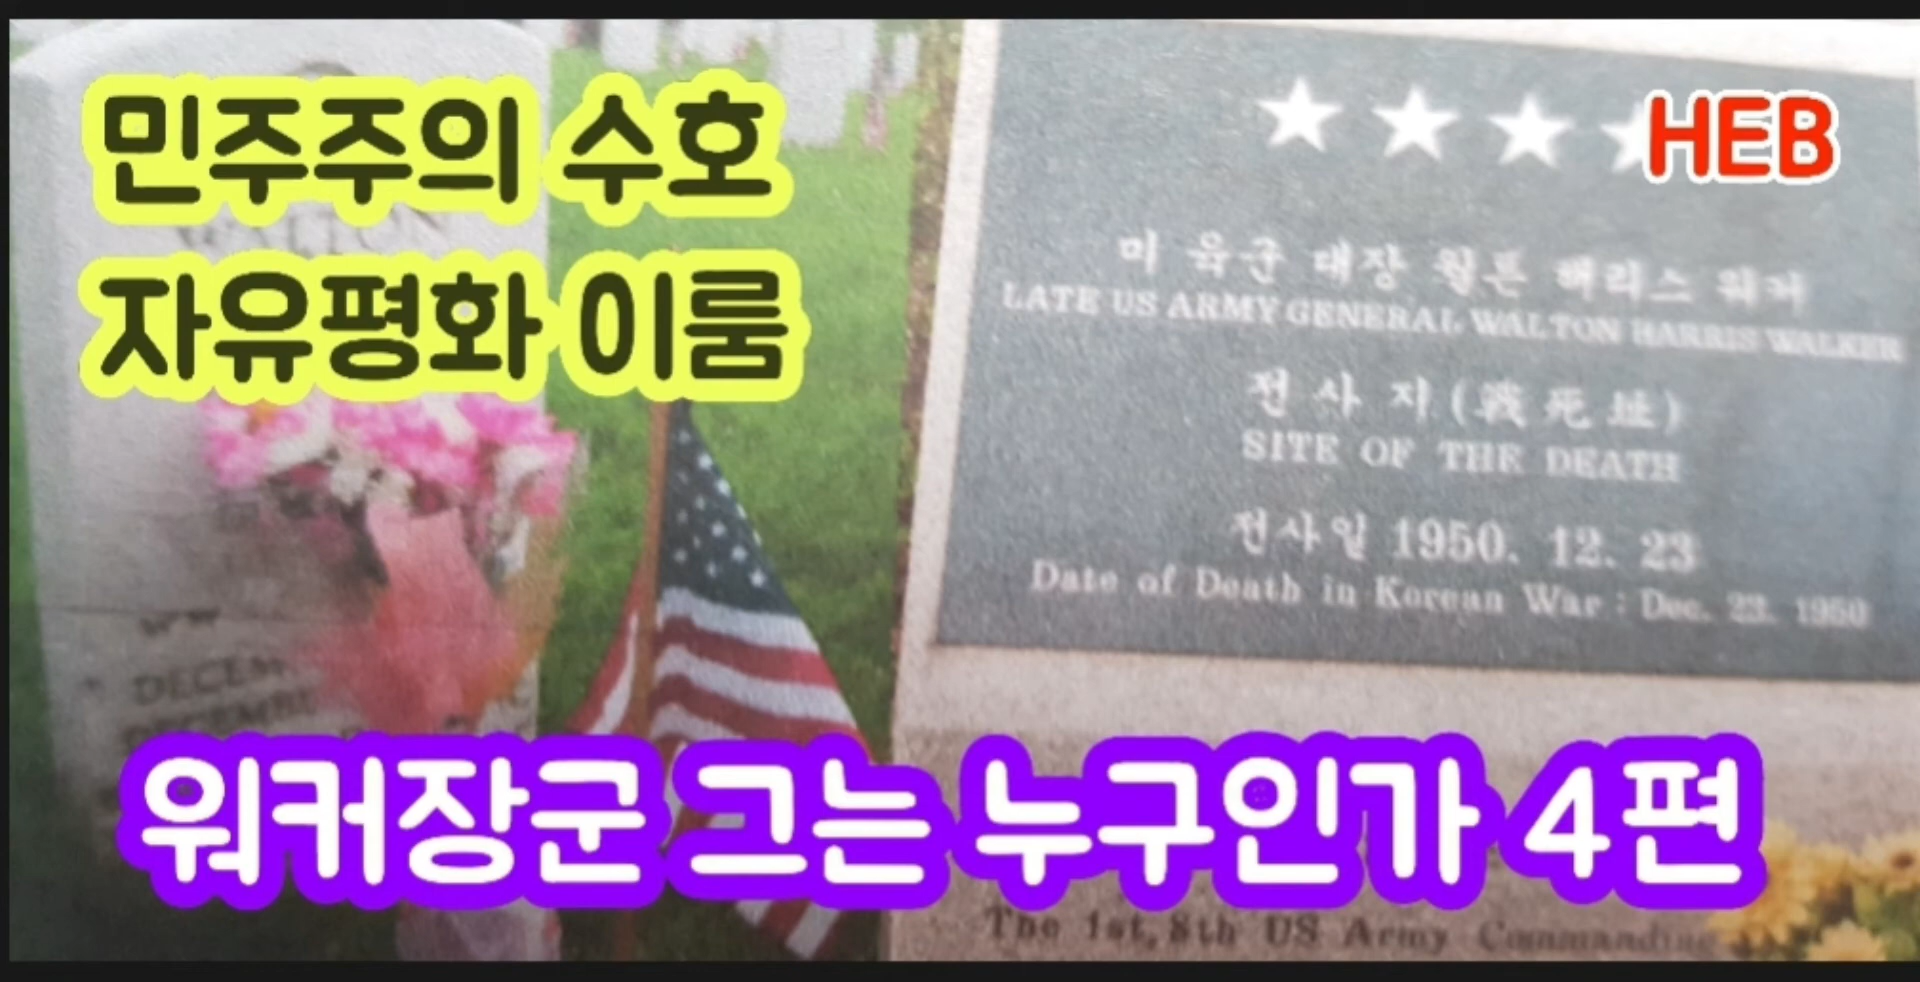 민주주의 수호
자유평화 이룸
HEB
WALTON
미 육군 대장 월튼 해리스 워커
LATE US ARMY GENERAL WALTON HARRIS WALKER
전사지(戰死址)
SITE OF THE DEATH
전사일 1950. 12. 23
Date of Death in Korean War : Dec. 23. 1950
워커장군 그는 누구인가 4편
The 1st, 8th US Army